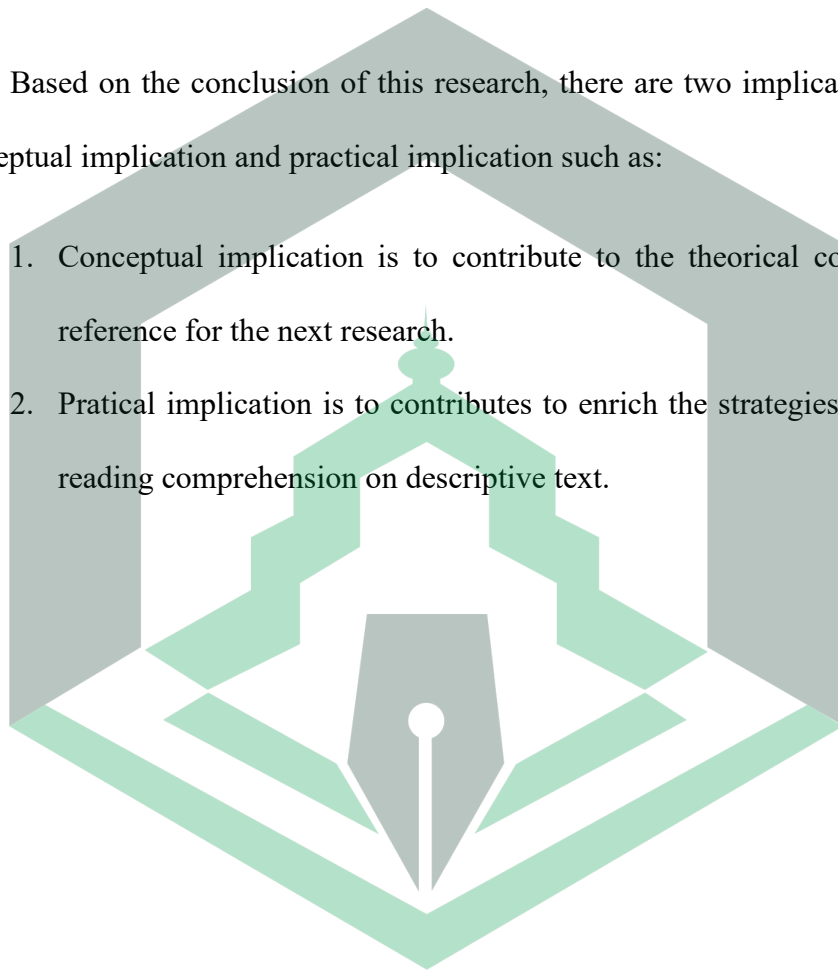 Based on the conclusion of this research, there are two implica
eptual implication and practical implication such as:
1. Conceptual implication is to contribute to the theorical co
reference for the next research.
2. Pratical implication is to contributes to enrich the strategies
reading comprehension on descriptive text.